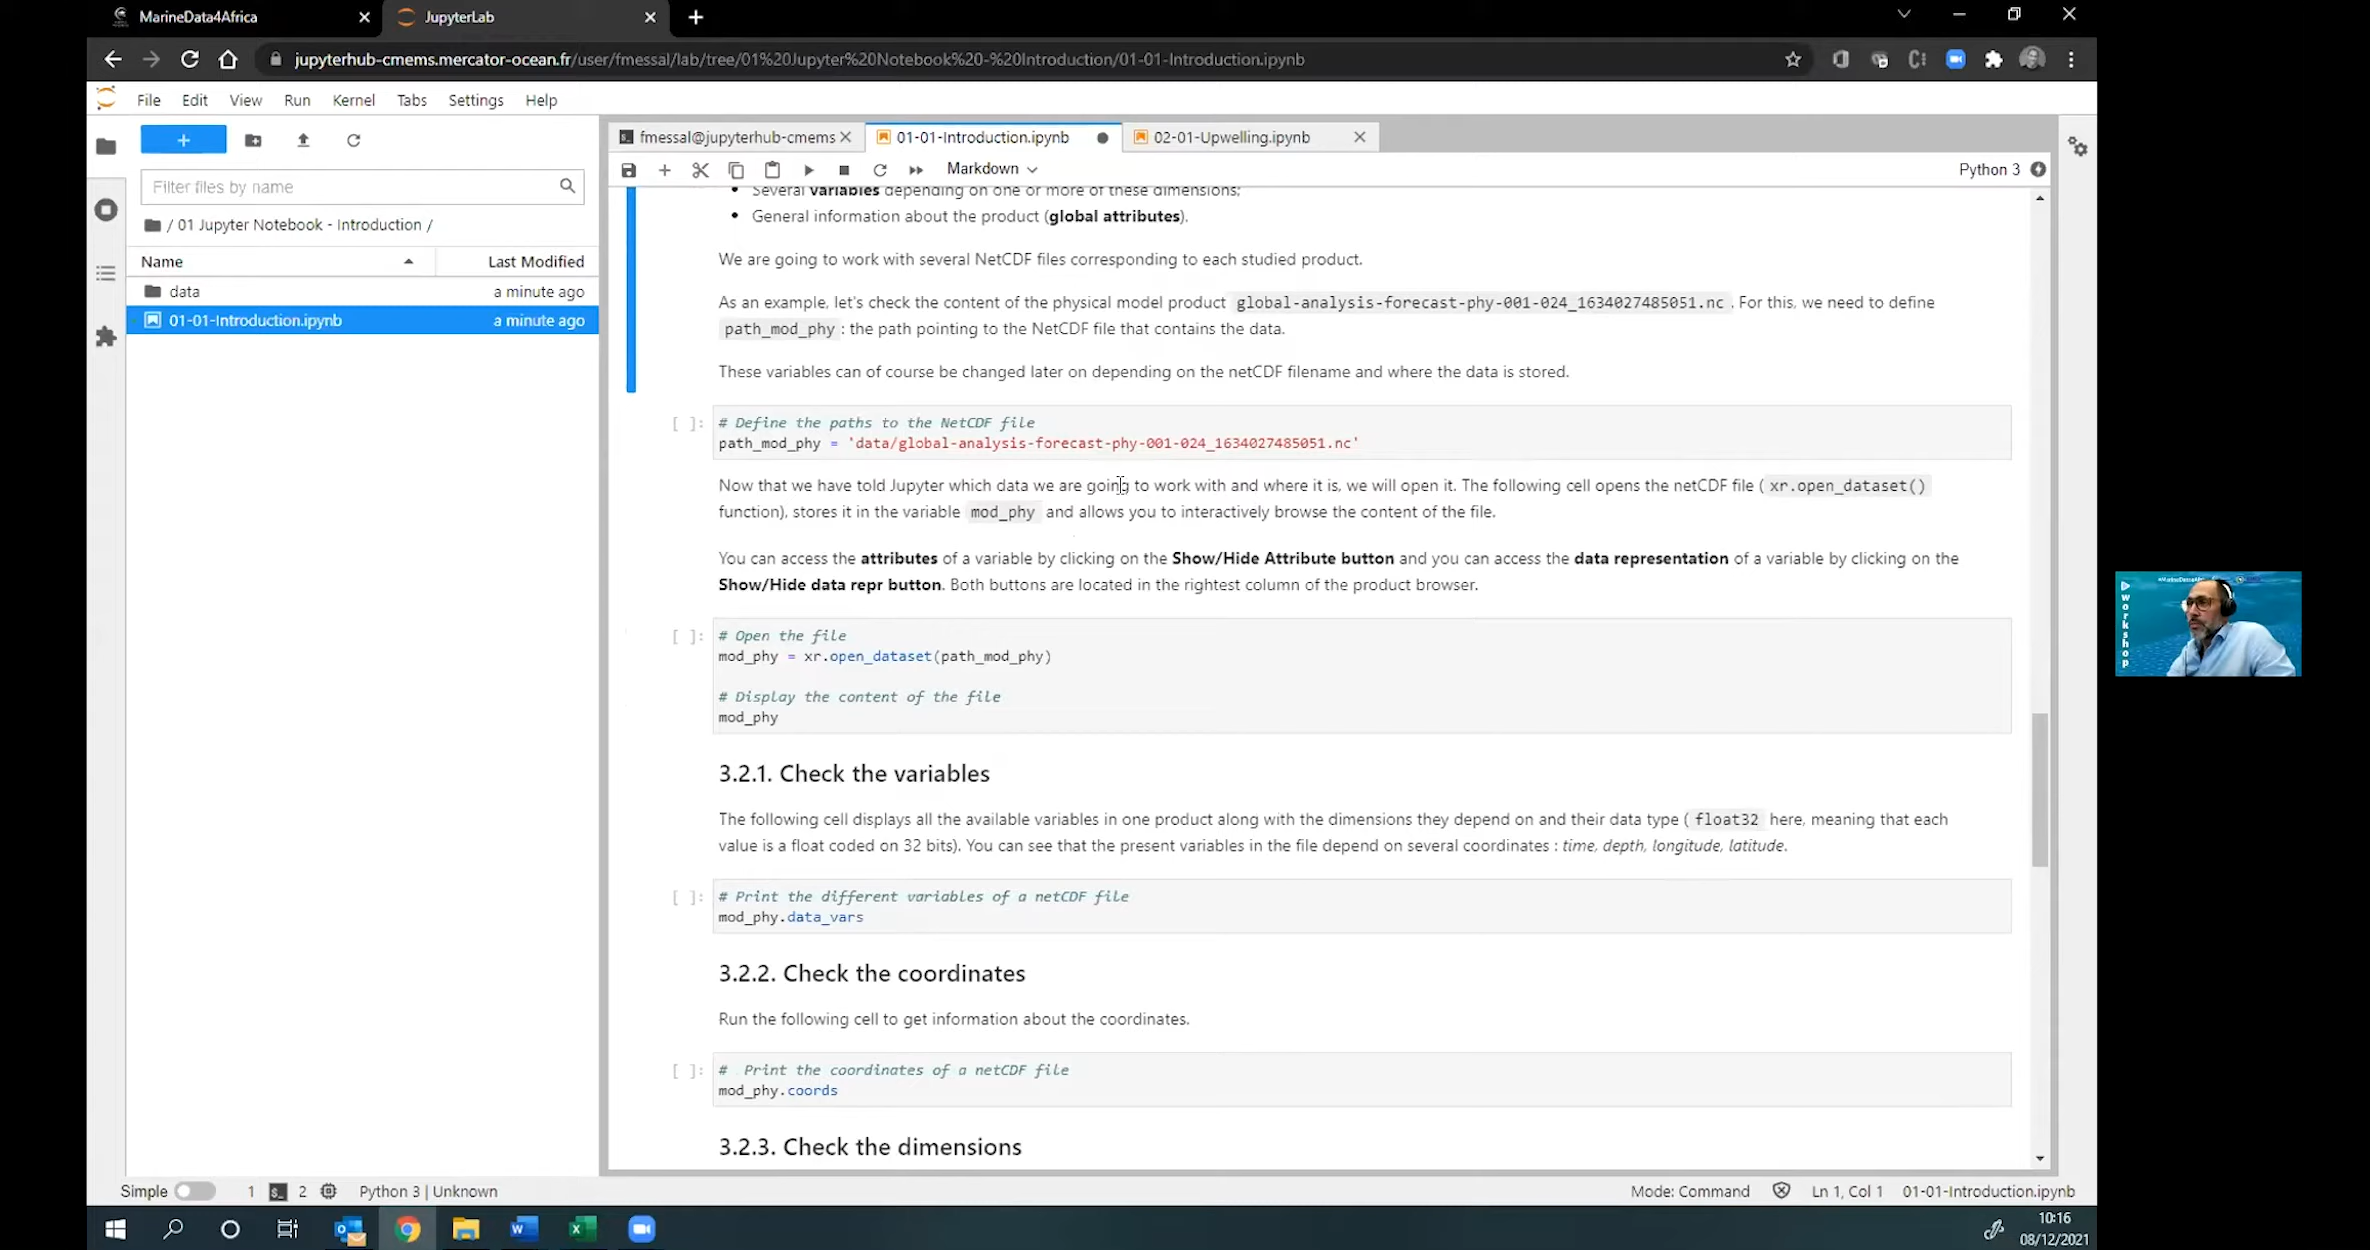 MarineData4Africa
JupyterLab
jupyterhub-cmems.mercator-ocean.fr/user/fmessal/lab/tree/01%20Jupyter%20Notebook%20-%20Introduction/01-01-Introduction.ipynb
File Edit View Run Kernel Tabs Settings Help
fmessal@jupyterhub-cmems
01-01-Introduction.ipynb
02-01-Upwelling.ipynb
Markdown
Python 3
Filter files by name
/ 01 Jupyter Notebook - Introduction /
Name Last Modified
data a minute ago
01-01-Introduction.ipynb a minute ago
• Several variables depending on one or more of these dimensions;
• General information about the product (global attributes).
We are going to work with several NetCDF files corresponding to each studied product.
As an example, let's check the content of the physical model product global-analysis-forecast-phy-001-024_1634027485051.nc . For this, we need to define
path_mod_phy : the path pointing to the NetCDF file that contains the data.
These variables can of course be changed later on depending on the netCDF filename and where the data is stored.
[ ]: # Define the paths to the NetCDF file
path_mod_phy = 'data/global-analysis-forecast-phy-001-024_1634027485051.nc'
Now that we have told Jupyter which data we are going to work with and where it is, we will open it. The following cell opens the netCDF file ( xr.open_dataset()
function), stores it in the variable mod_phy and allows you to interactively browse the content of the file.
You can access the attributes of a variable by clicking on the Show/Hide Attribute button and you can access the data representation of a variable by clicking on the
Show/Hide data repr button. Both buttons are located in the rightest column of the product browser.
[ ]: # Open the file
mod_phy = xr.open_dataset(path_mod_phy)
# Display the content of the file
mod_phy
3.2.1. Check the variables
The following cell displays all the available variables in one product along with the dimensions they depend on and their data type ( float32 here, meaning that each
value is a float coded on 32 bits). You can see that the present variables in the file depend on several coordinates : time, depth, longitude, latitude.
[ ]: # Print the different variables of a netCDF file
mod_phy.data_vars
3.2.2. Check the coordinates
Run the following cell to get information about the coordinates.
[ ]: # Print the coordinates of a netCDF file
mod_phy.coords
3.2.3. Check the dimensions
workshop
Simple 1 2 Python 3 | Unknown
Mode: Command Ln 1, Col 1 01-01-Introduction.ipynb
10:16
08/12/2021